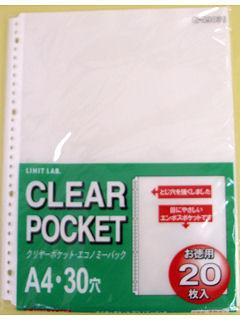 LIMIT LAB.
CLEAR
POCKET
クリヤーポケット・エコノミーパック
A4・30穴
とじ穴を強くしました
目にやさしい
エンボスポケットです
お徳用
20
枚入